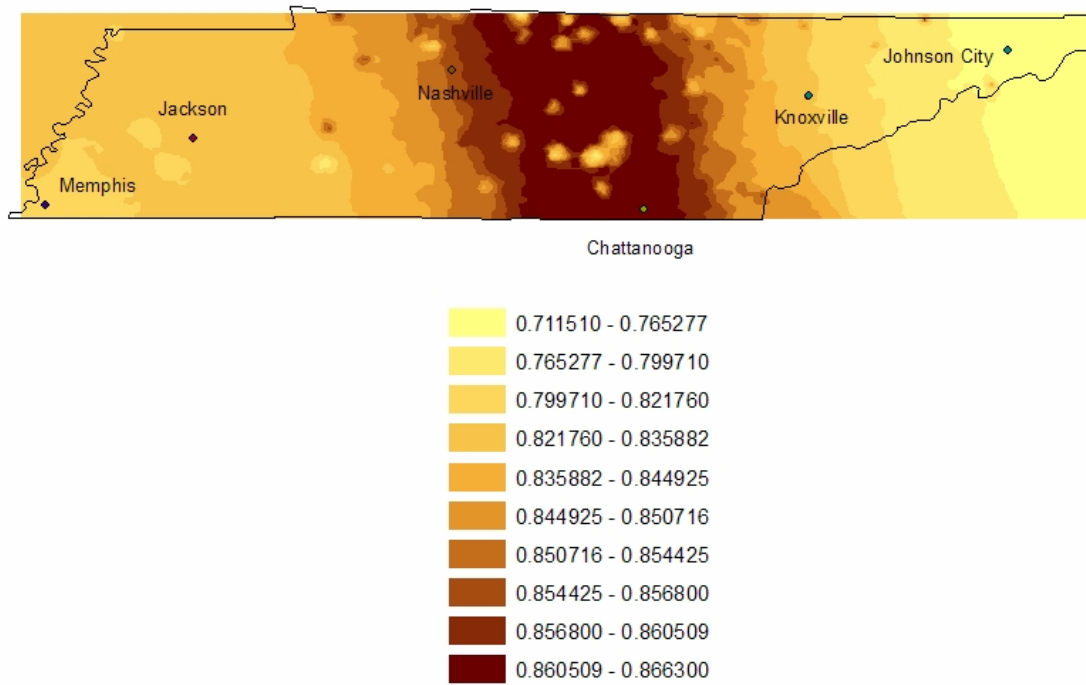 Johnson City
Nashville
Jackson
Knoxville
Memphis
Chattanooga
0.711510 - 0.765277
0.765277 - 0.799710
0.799710 - 0.821760
0.821760 - 0.835882
0.835882 - 0.844925
0.844925 - 0.850716
0.850716 - 0.854425
0.854425 - 0.856800
0.856800 - 0.860509
0.860509 - 0.866300